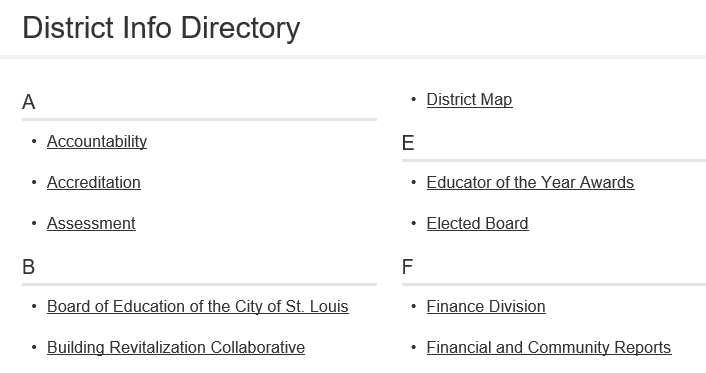 District Info Directory
A
Accountability
Accreditation
Assessment
B
Board of Education of the City of St. Louis
Building Revitalization Collaborative
District Map
E
Educator of the Year Awards
Elected Board
F
Finance Division
Financial and Community Reports